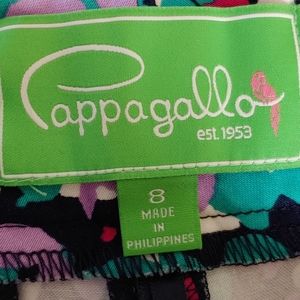 Pappagallo
est. 1953
8
MADE
IN
PHILIPPINES